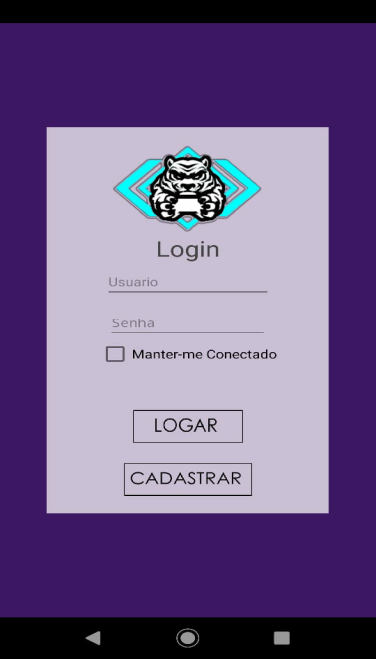 Login
Usuario
Senha
Manter-me Conectado
LOGAR
CADASTRAR